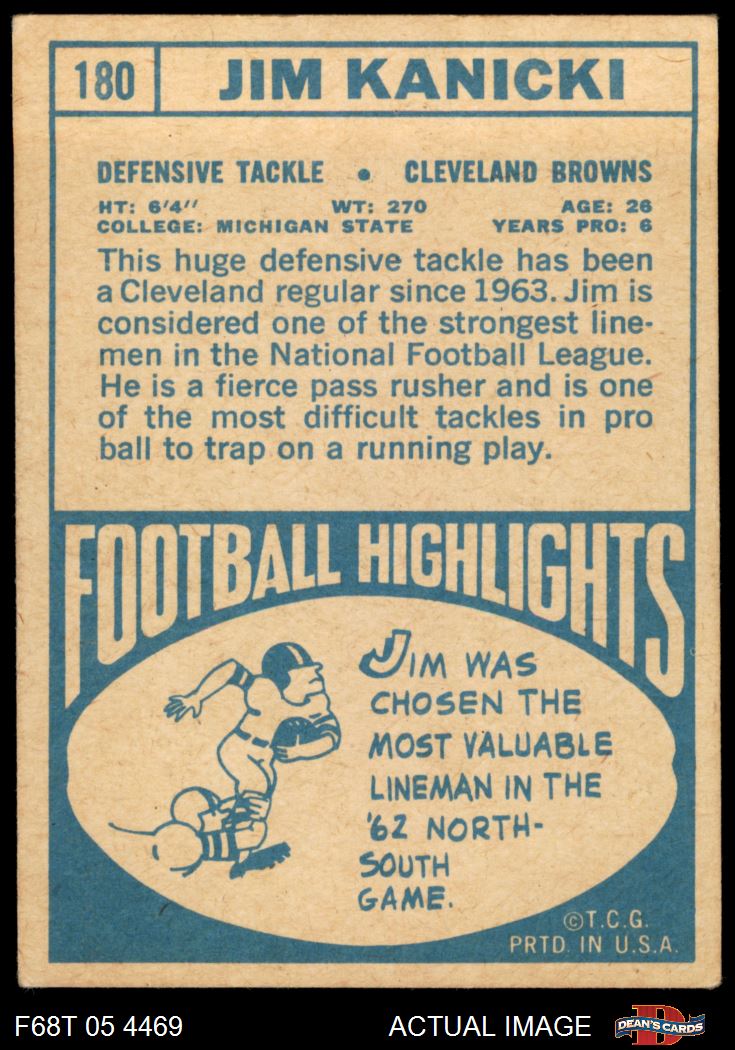 180 JIM KANICKI
DEFENSIVE TACKLE • CLEVELAND BROWNS
HT: 6'4" WT: 270 AGE: 26
COLLEGE: MICHIGAN STATE YEARS PRO: 6
This huge defensive tackle has been
a Cleveland regular since 1963. Jim is
considered one of the strongest line-
men in the National Football League.
He is a fierce pass rusher and is one
of the most difficult tackles in pro
ball to trap on a running play.
FOOTBALL HIGHLIGHTS
JIM WAS
CHOSEN THE
MOST VALUABLE
LINEMAN IN THE
'62 NORTH-
SOUTH
GAME.
©T.C.G.
PRTD. IN U.S.A.
F68T 05 4469 ACTUAL IMAGE D DEAN'S CARDS